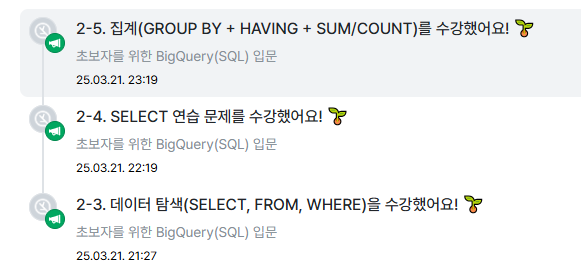 2-5. 집계(GROUP BY + HAVING + SUM/COUNT)를 수강했어요!
초보자를 위한 BigQuery(SQL) 입문
25.03.21. 23:19
2-4. SELECT 연습 문제를 수강했어요!
초보자를 위한 BigQuery(SQL) 입문
25.03.21. 22:19
2-3. 데이터 탐색(SELECT, FROM, WHERE)을 수강했어요!
초보자를 위한 BigQuery(SQL) 입문
25.03.21. 21:27